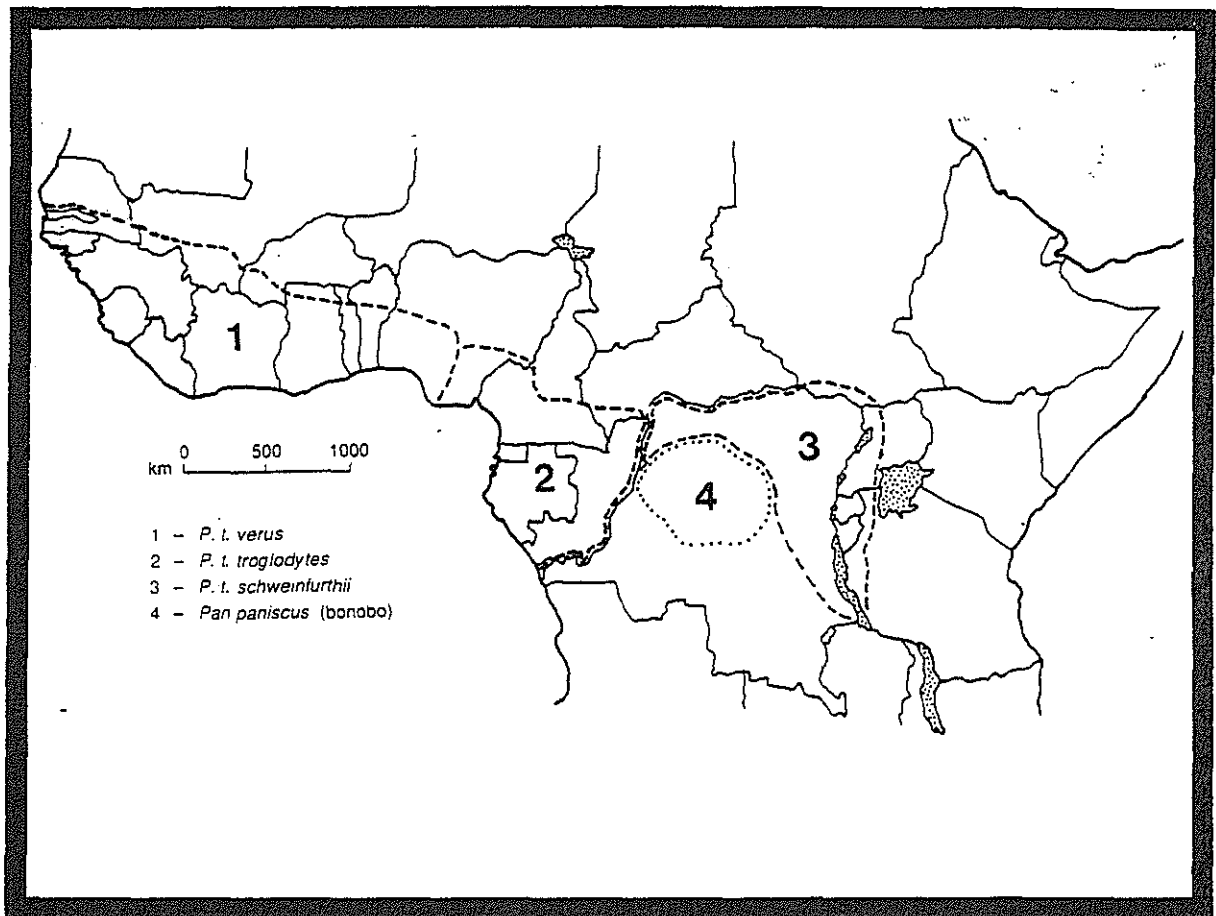 1
2
3
4
0 500 1000
km
1 – P. t. verus
2 – P. t. troglodytes
3 – P. t. schweinfurthii
4 – Pan paniscus (bonobo)